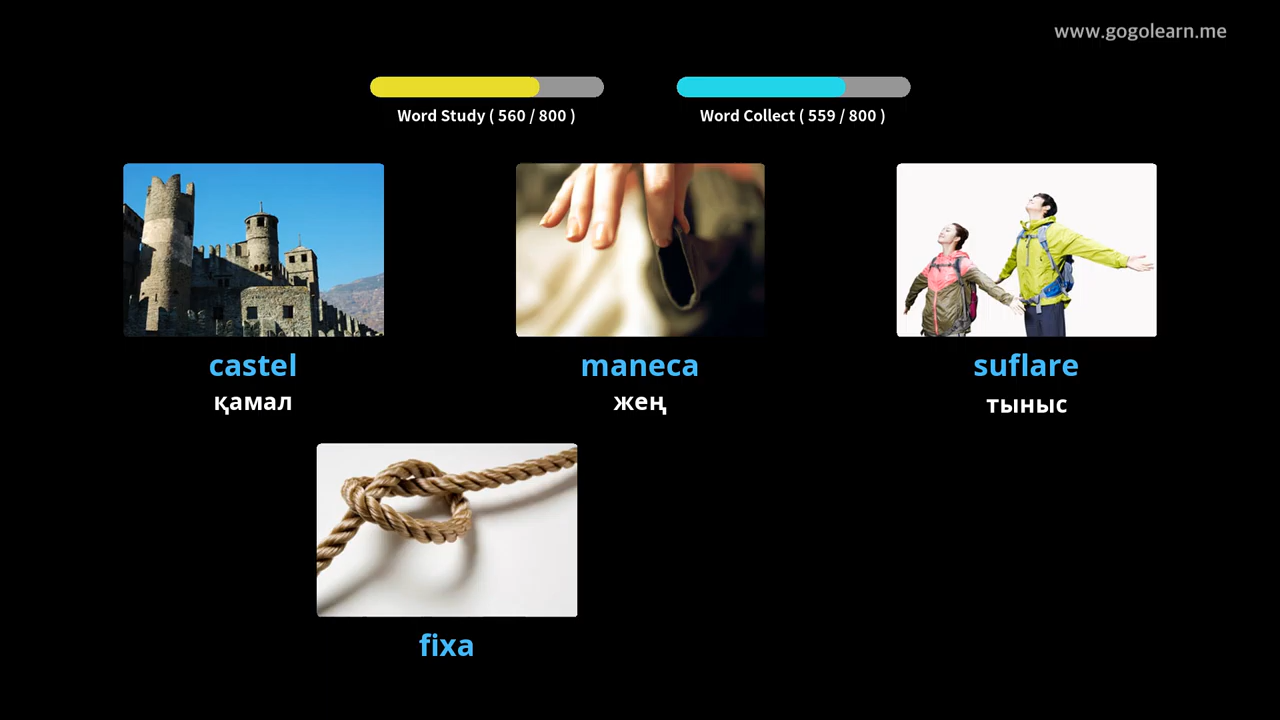 www.gogolearn.me
Word Study ( 560 / 800 )
Word Collect ( 559 / 800 )
castel
maneca
suflare
қамал
жең
тыныс
fixa